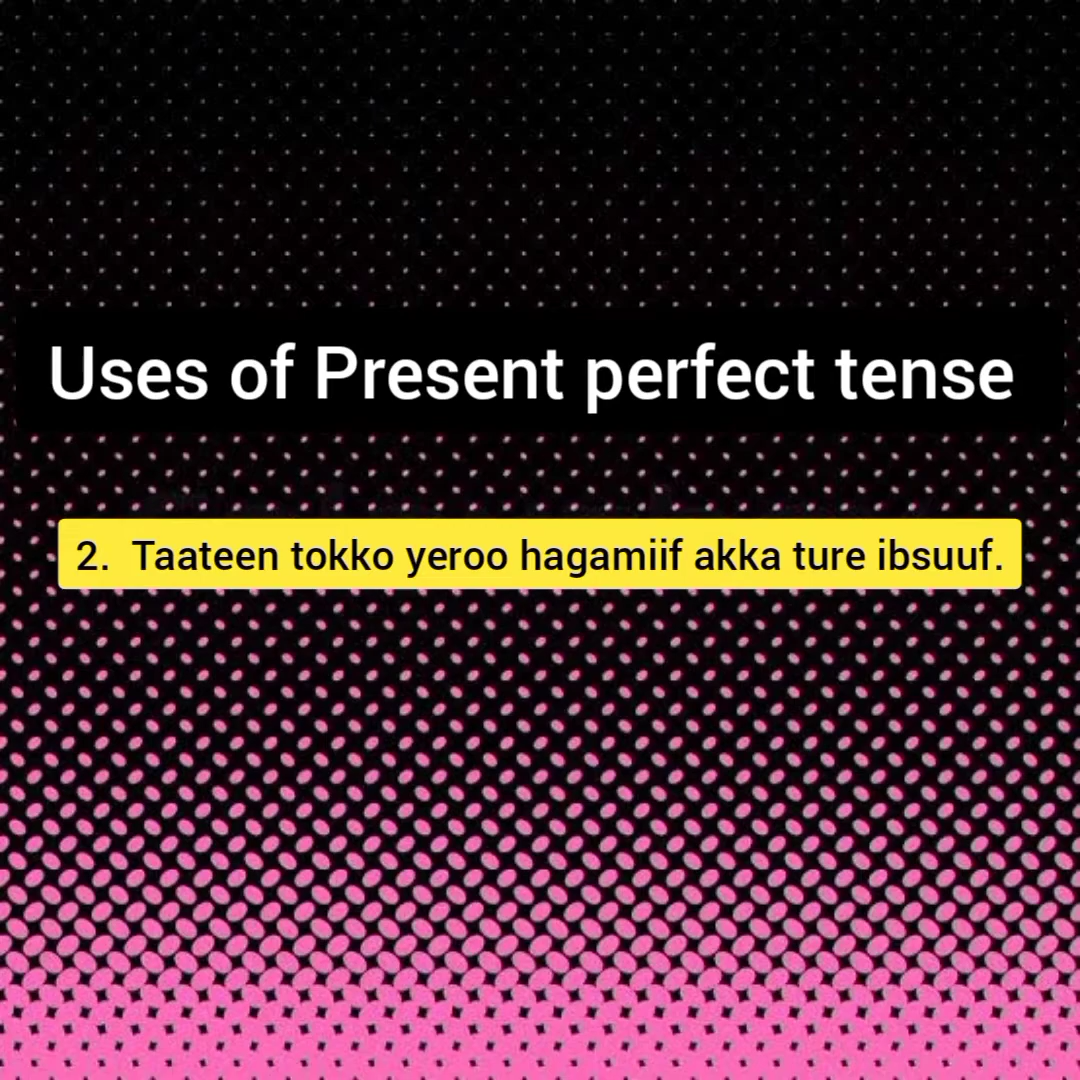 Uses of Present perfect tense
2. Taateen tokko yeroo hagamiif akka ture ibsuuf.